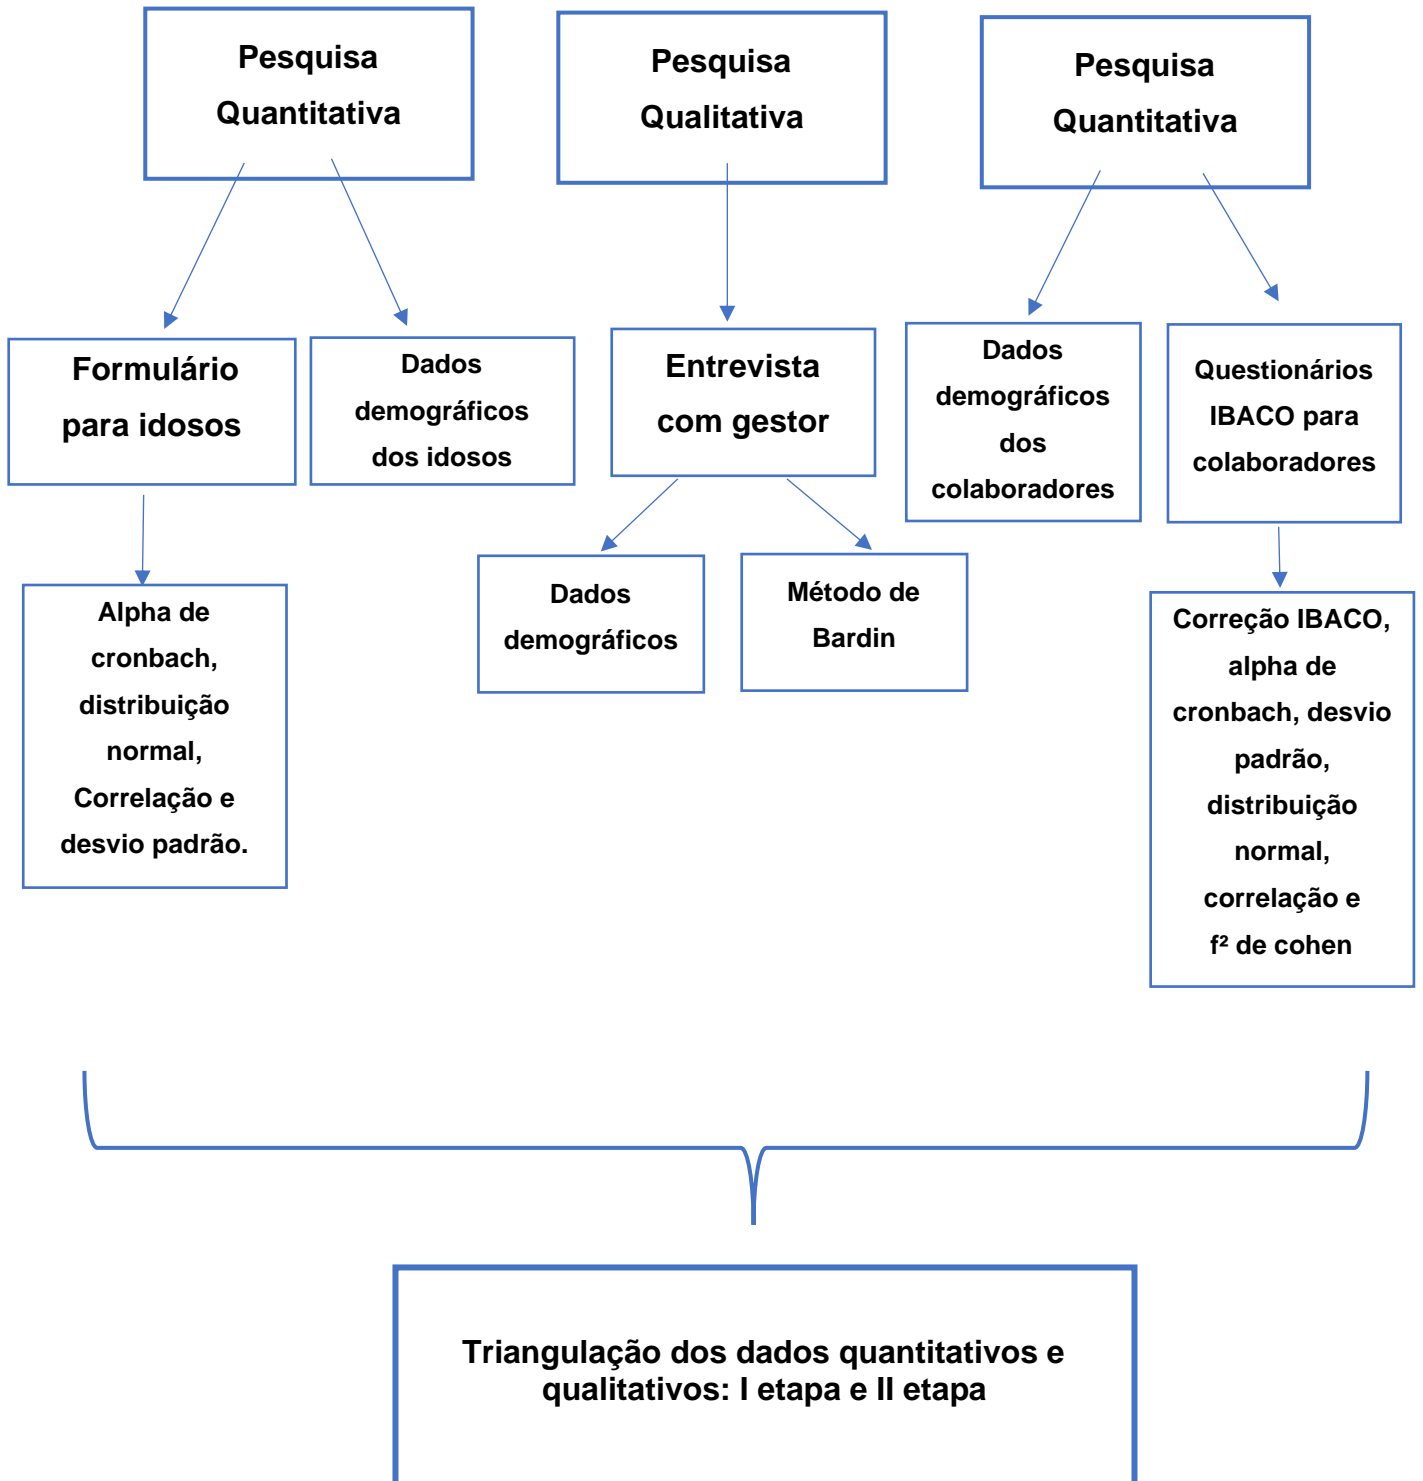 Pesquisa
Quantitativa
Pesquisa
Qualitativa
Pesquisa
Quantitativa
Formulário
para idosos
Dados
demográficos
dos idosos
Entrevista
com gestor
Dados
demográficos
dos
colaboradores
Questionários
IBACO para
colaboradores
Alpha de
cronbach,
distribuição
normal,
Correlação e
desvio padrão.
Dados
demográficos
Método de
Bardin
Correção IBACO,
alpha de
cronbach, desvio
padrão,
distribuição
normal,
correlação e
f² de cohen
Triangulação dos dados quantitativos e
qualitativos: I etapa e II etapa